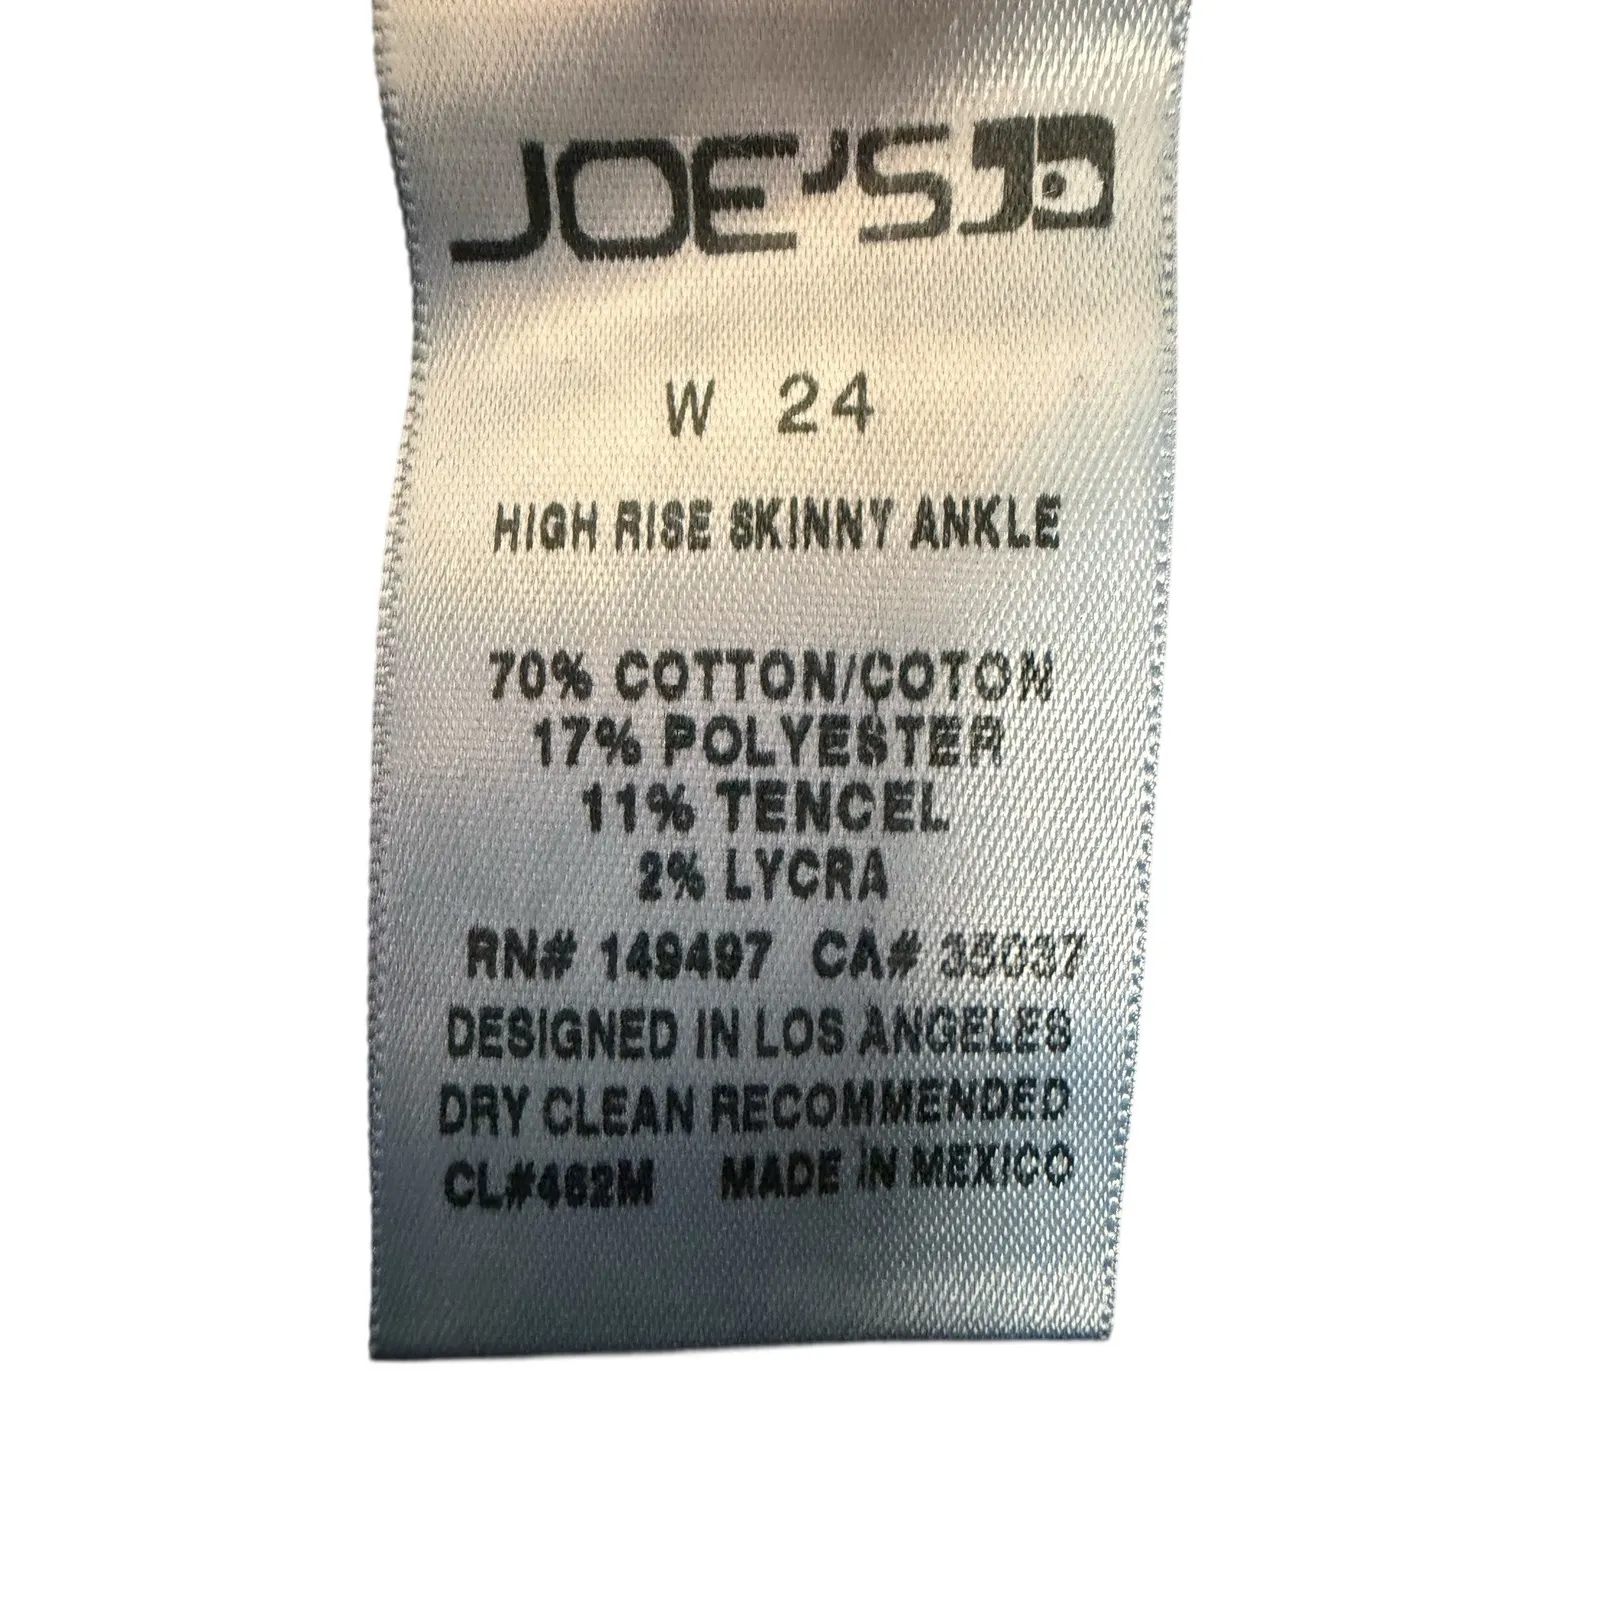 JOE'S
W 24
HIGH RISE SKINNY ANKLE
70% COTTON/COTON
17% POLYESTER
11% TENCEL
2% LYCRA
RN# 149497 CA# 35037
DESIGNED IN LOS ANGELES
DRY CLEAN RECOMMENDED
CL#462M MADE IN MEXICO